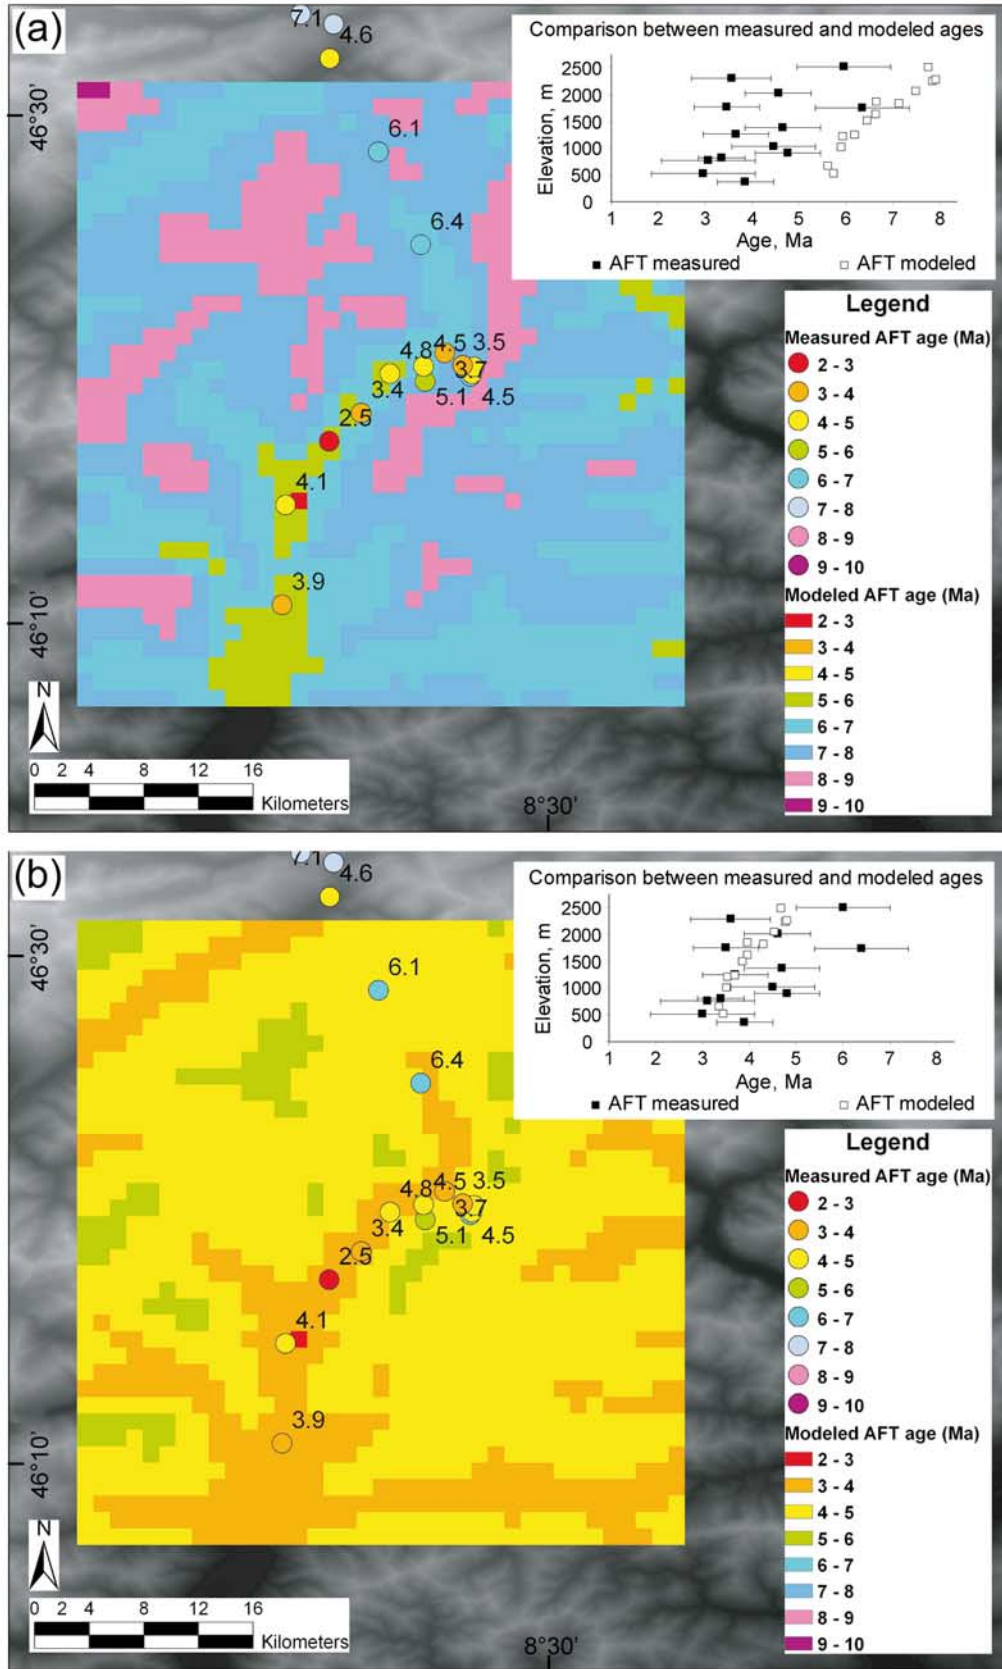 (a)
7.1
4.6
46°30'
6.1
6.4
4.8
4.5
3.5
3.7
3.4
5.1
4.5
2.5
4.1
3.9
46°10'
N
0 2 4 8 12 16
Kilometers
8°30'
Comparison between measured and modeled ages
Elevation, m
2500
2000
1500
1000
500
0
1 2 3 4 5 6 7 8
Age, Ma
AFT measured
AFT modeled
Legend
Measured AFT age (Ma)
2 - 3
3 - 4
4 - 5
5 - 6
6 - 7
7 - 8
8 - 9
9 - 10
Modeled AFT age (Ma)
2 - 3
3 - 4
4 - 5
5 - 6
6 - 7
7 - 8
8 - 9
9 - 10
(b)
7.1
4.6
46°30'
6.1
6.4
4.8
4.5
3.5
3.7
3.4
5.1
4.5
2.5
4.1
3.9
46°10'
N
0 2 4 8 12 16
Kilometers
8°30'
Comparison between measured and modeled ages
Elevation, m
2500
2000
1500
1000
500
0
1 2 3 4 5 6 7 8
Age, Ma
AFT measured
AFT modeled
Legend
Measured AFT age (Ma)
2 - 3
3 - 4
4 - 5
5 - 6
6 - 7
7 - 8
8 - 9
9 - 10
Modeled AFT age (Ma)
2 - 3
3 - 4
4 - 5
5 - 6
6 - 7
7 - 8
8 - 9
9 - 10